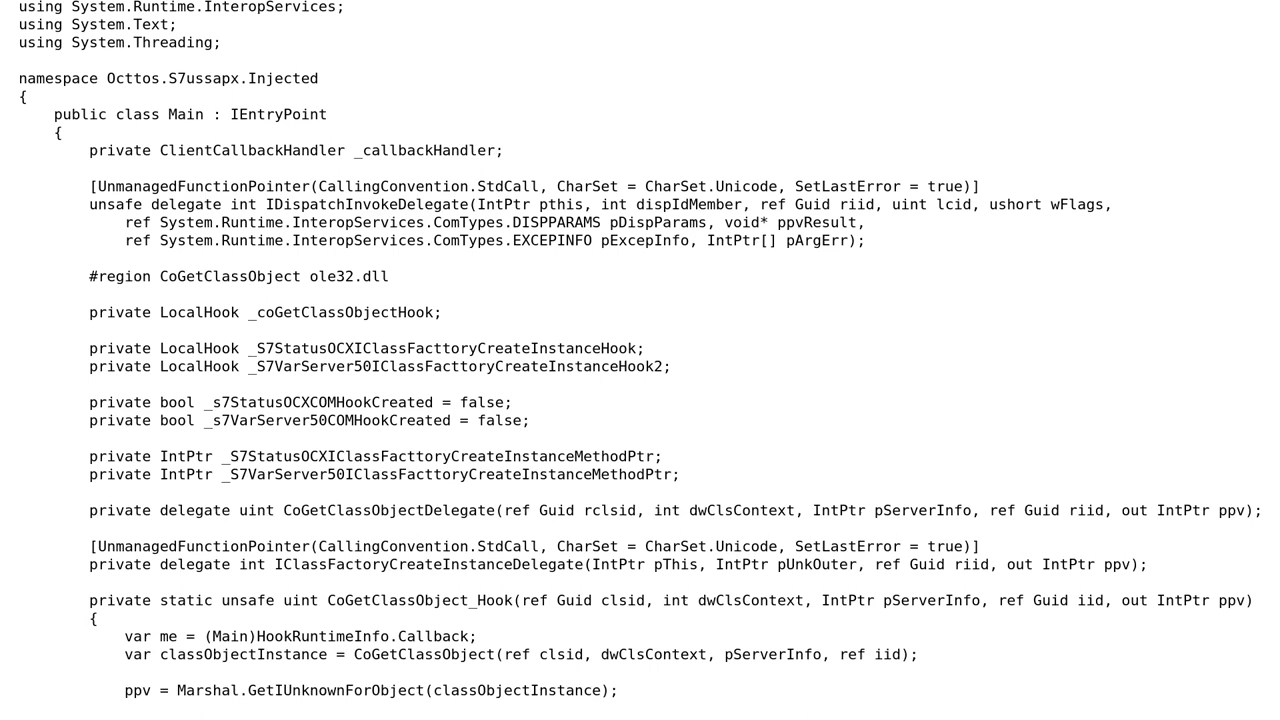 using System.Runtime.InteropServices;
using System.Text;
using System.Threading;
namespace Octtos.S7ussapx.Injected
{
public class Main : IEntryPoint
{
private ClientCallbackHandler _callbackHandler;
[UnmanagedFunctionPointer(CallingConvention.StdCall, CharSet = CharSet.Unicode, SetLastError = true)]
unsafe delegate int IDispatchInvokeDelegate(IntPtr pthis, int dispIdMember, ref Guid riid, uint lcid, ushort wFlags,
ref System.Runtime.InteropServices.ComTypes.DISPPARAMS pDispParams, void* ppvResult,
ref System.Runtime.InteropServices.ComTypes.EXCEPINFO pExcepInfo, IntPtr[] pArgErr);
#region CoGetClassObject ole32.dll
private LocalHook _coGetClassObjectHook;
private LocalHook _S7StatusOCXIClassFacttoryCreateInstanceHook;
private LocalHook _S7VarServer50IClassFacttoryCreateInstanceHook2;
private bool _s7StatusOCXCOMHookCreated = false;
private bool _s7VarServer50COMHookCreated = false;
private IntPtr _S7StatusOCXIClassFacttoryCreateInstanceMethodPtr;
private IntPtr _S7VarServer50IClassFacttoryCreateInstanceMethodPtr;
private delegate uint CoGetClassObjectDelegate(ref Guid rclsid, int dwClsContext, IntPtr pServerInfo, ref Guid riid, out IntPtr ppv);
[UnmanagedFunctionPointer(CallingConvention.StdCall, CharSet = CharSet.Unicode, SetLastError = true)]
private delegate int IClassFactoryCreateInstanceDelegate(IntPtr pThis, IntPtr pUnkOuter, ref Guid riid, out IntPtr ppv);
private static unsafe uint CoGetClassObject_Hook(ref Guid clsid, int dwClsContext, IntPtr pServerInfo, ref Guid iid, out IntPtr ppv)
{
var me = (Main)HookRuntimeInfo.Callback;
var classObjectInstance = CoGetClassObject(ref clsid, dwClsContext, pServerInfo, ref iid);
ppv = Marshal.GetIUnknownForObject(classObjectInstance);